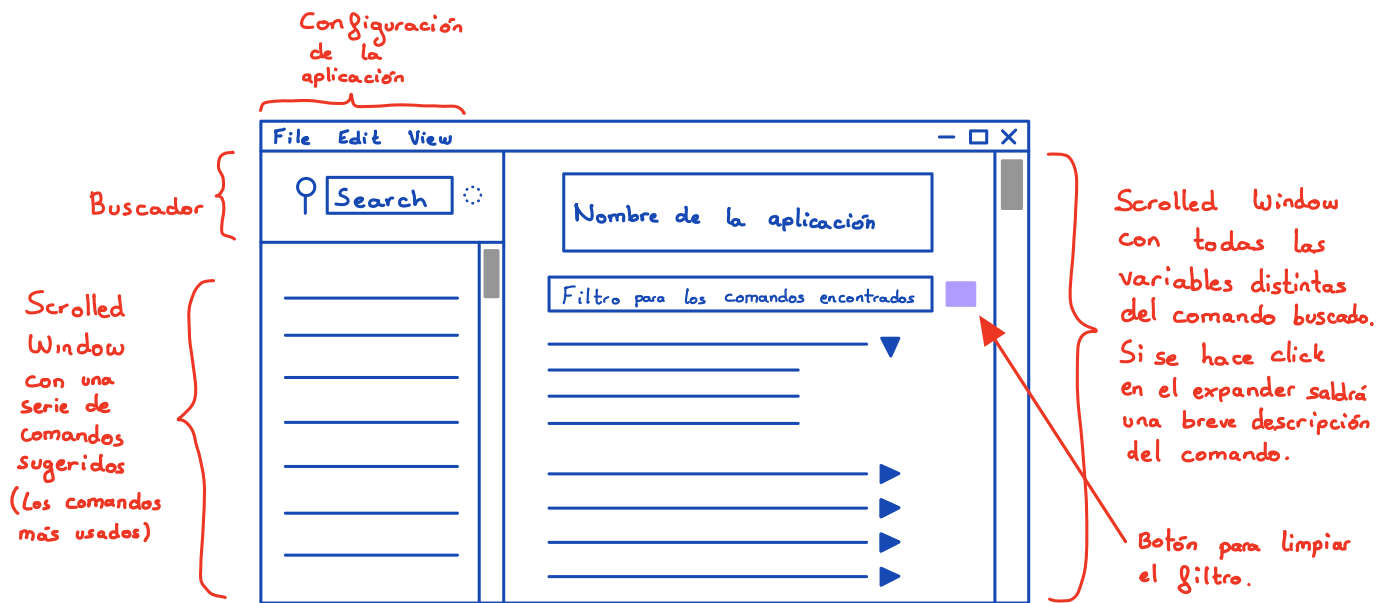 Configuración
de la
aplicación
File Edit View
Buscador
Search
Nombre de la aplicación
Filtro para los comandos encontrados
Scrolled
Window
con una
serie de
comandos
sugeridos
(Los comandos
más usados)
Scrolled Window
con todas las
variables distintas
del comando buscado.
Si se hace click
en el expander saldrá
una breve descripción
del comando.
Botón para limpiar
el filtro.